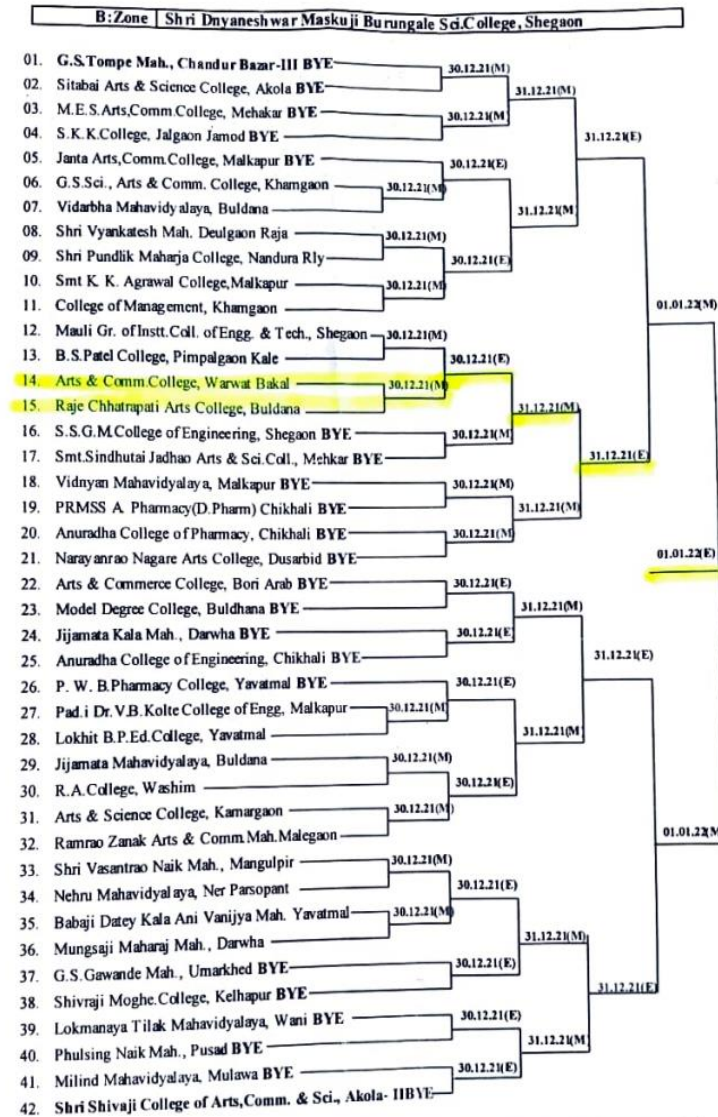 B:Zone Shri Dnyaneshwar Maskuji Burungale Sci.College, Shegaon
01. G.S.Tompe Mah., Chandur Bazar-III BYE
30.12.21(M)
02. Sitabai Arts & Science College, Akola BYE
31.12.21(M)
03. M.E.S.Arts,Comm.College, Mehakar BYE
30.12.21(M
04. S.K.K.College, Jalgaon Jamod BYE
31.12.21(E)
05. Janta Arts,Comm.College, Malkapur BYE
30.12.21(E)
06. G.S.Sci., Arts & Comm. College, Khamgaon
30.12.21(M)
07. Vidarbha Mahavidyalaya, Buldana
31.12.21(M
08. Shri Vyankatesh Mah. Deulgaon Raja
30.12.21(M)
09. Shri Pundlik Maharja College, Nandura Rly
30.12.21(E)
10. Smt K. K. Agrawal College,Malkapur
30.12.21(M
11. College of Management, Khamgaon
01.01.22(M)
12. Mauli Gr. of Instt.Coll. of Engg. & Tech., Shegaon
30.12.21(M)
13. B.S.Patel College, Pimpalgaon Kale
30.12.21(E)
14. Arts & Comm.College, Warwat Bakal
30.12.21(M
15. Raje Chhatrapati Arts College, Buldana
31.12.21(M)
16. S.S.G.M.College of Engineering, Shegaon BYE
30.12.21(M
17. Smt.Sindhutai Jadhao Arts & Sci.Coll., Mehkar BYE
31.12.21(E)
18. Vidnyan Mahavidyalaya, Malkapur BYE
30.12.21(M)
19. PRMSS A Pharmacy(D.Pharm) Chikhali BYE
31.12.21(M)
20. Anuradha College of Pharmacy, Chikhali BYE
30.12.21(M
21. Narayanrao Nagare Arts College, Dusarbid BYE
01.01.22(E)
22. Arts & Commerce College, Bori Arab BYE
30.12.21(E)
23. Model Degree College, Buldhana BYE
31.12.21(M)
24. Jijamata Kala Mah., Darwha BYE
30.12.21(E)
25. Anuradha College of Engineering, Chikhali BYE
31.12.21(E)
26. P. W. B.Pharmacy College, Yavatmal BYE
30.12.21(E)
27. Pad.i Dr.V.B.Kolte College of Engg, Malkapur
30.12.21(M
28. Lokhit B.P.Ed.College, Yavatmal
31.12.21(M
29. Jijamata Mahavidyalaya, Buldana
30.12.21(M)
30. R.A.College, Washim
30.12.21(E)
31. Arts & Science College, Kamargaon
30.12.21(M)
32. Ramrao Zanak Arts & Comm.Mah.Malegaon
01.01.22(M
33. Shri Vasantrao Naik Mah., Mangulpir
30.12.21(M)
34. Nehru Mahavidyalaya, Ner Parsopant
30.12.21(E)
35. Babaji Datey Kala Ani Vanijya Mah. Yavatmal
30.12.21(M
36. Mungsaji Maharaj Mah., Darwha
31.12.21(M)
37. G.S.Gawande Mah., Umarkhed BYE
30.12.21(E)
38. Shivraji Moghe.College, Kelhapur BYE
31.12.21(E)
39. Lokmanaya Tilak Mahavidyalaya, Wani BYE
30.12.21(E)
40. Phulsing Naik Mah., Pusad BYE
31.12.21(M
41. Milind Mahavidyalaya, Mulawa BYE
30.12.21(E)
42. Shri Shivaji College of Arts,Comm. & Sci., Akola- IIBYE